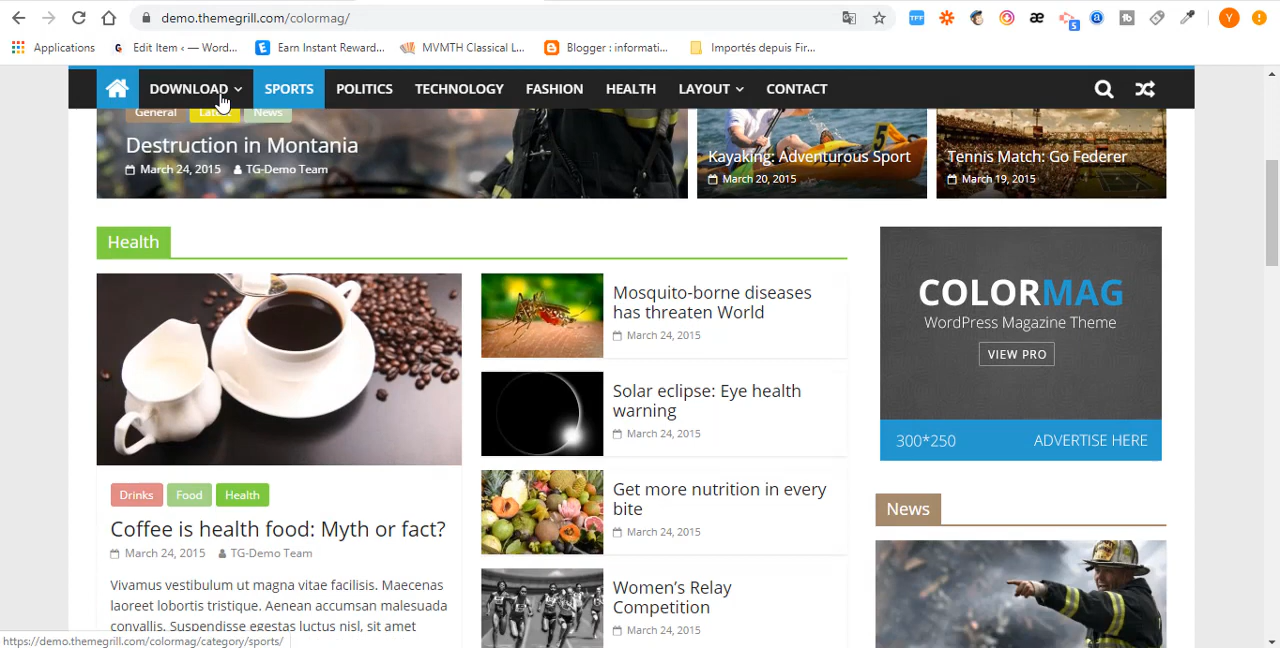 demo.themegrill.com/colormag/
Applications
Edit Item ‹ — Word...
Earn Instant Reward...
MVMTH Classical L...
Blogger : informati...
Importés depuis Fir...
TFF
æ
5
Y
DOWNLOAD
SPORTS
POLITICS
TECHNOLOGY
FASHION
HEALTH
LAYOUT
CONTACT
General
News
Destruction in Montania
March 24, 2015
TG-Demo Team
5
Kayaking: Adventurous Sport
March 20, 2015
Tennis Match: Go Federer
March 19, 2015
Health
Drinks
Food
Health
Coffee is health food: Myth or fact?
March 24, 2015
TG-Demo Team
Vivamus vestibulum ut magna vitae facilisis. Maecenas
laoreet lobortis tristique. Aenean accumsan malesuada
convallis. Suspendisse egestas luctus nisl, sit amet
Mosquito-borne diseases
has threaten World
March 24, 2015
Solar eclipse: Eye health
warning
March 24, 2015
Get more nutrition in every
bite
March 24, 2015
Women's Relay
Competition
March 24, 2015
COLORMAG
WordPress Magazine Theme
VIEW PRO
300*250
ADVERTISE HERE
News
https://demo.themegrill.com/colormag/category/sports/